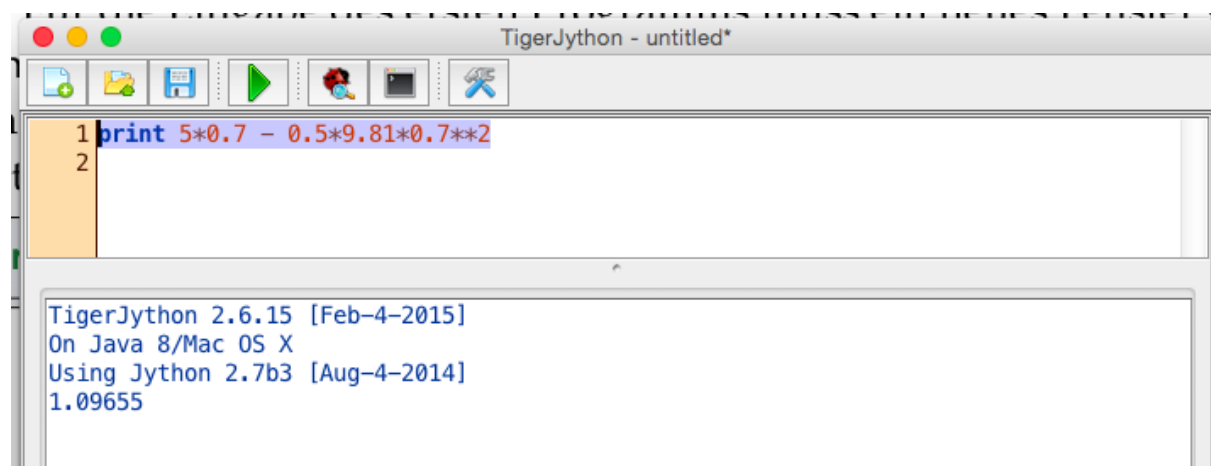 TigerJython - untitled*
1 print 5*0.7 – 0.5*9.81*0.7**2
2
TigerJython 2.6.15 [Feb–4–2015]
On Java 8/Mac OS X
Using Jython 2.7b3 [Aug–4–2014]
1.09655